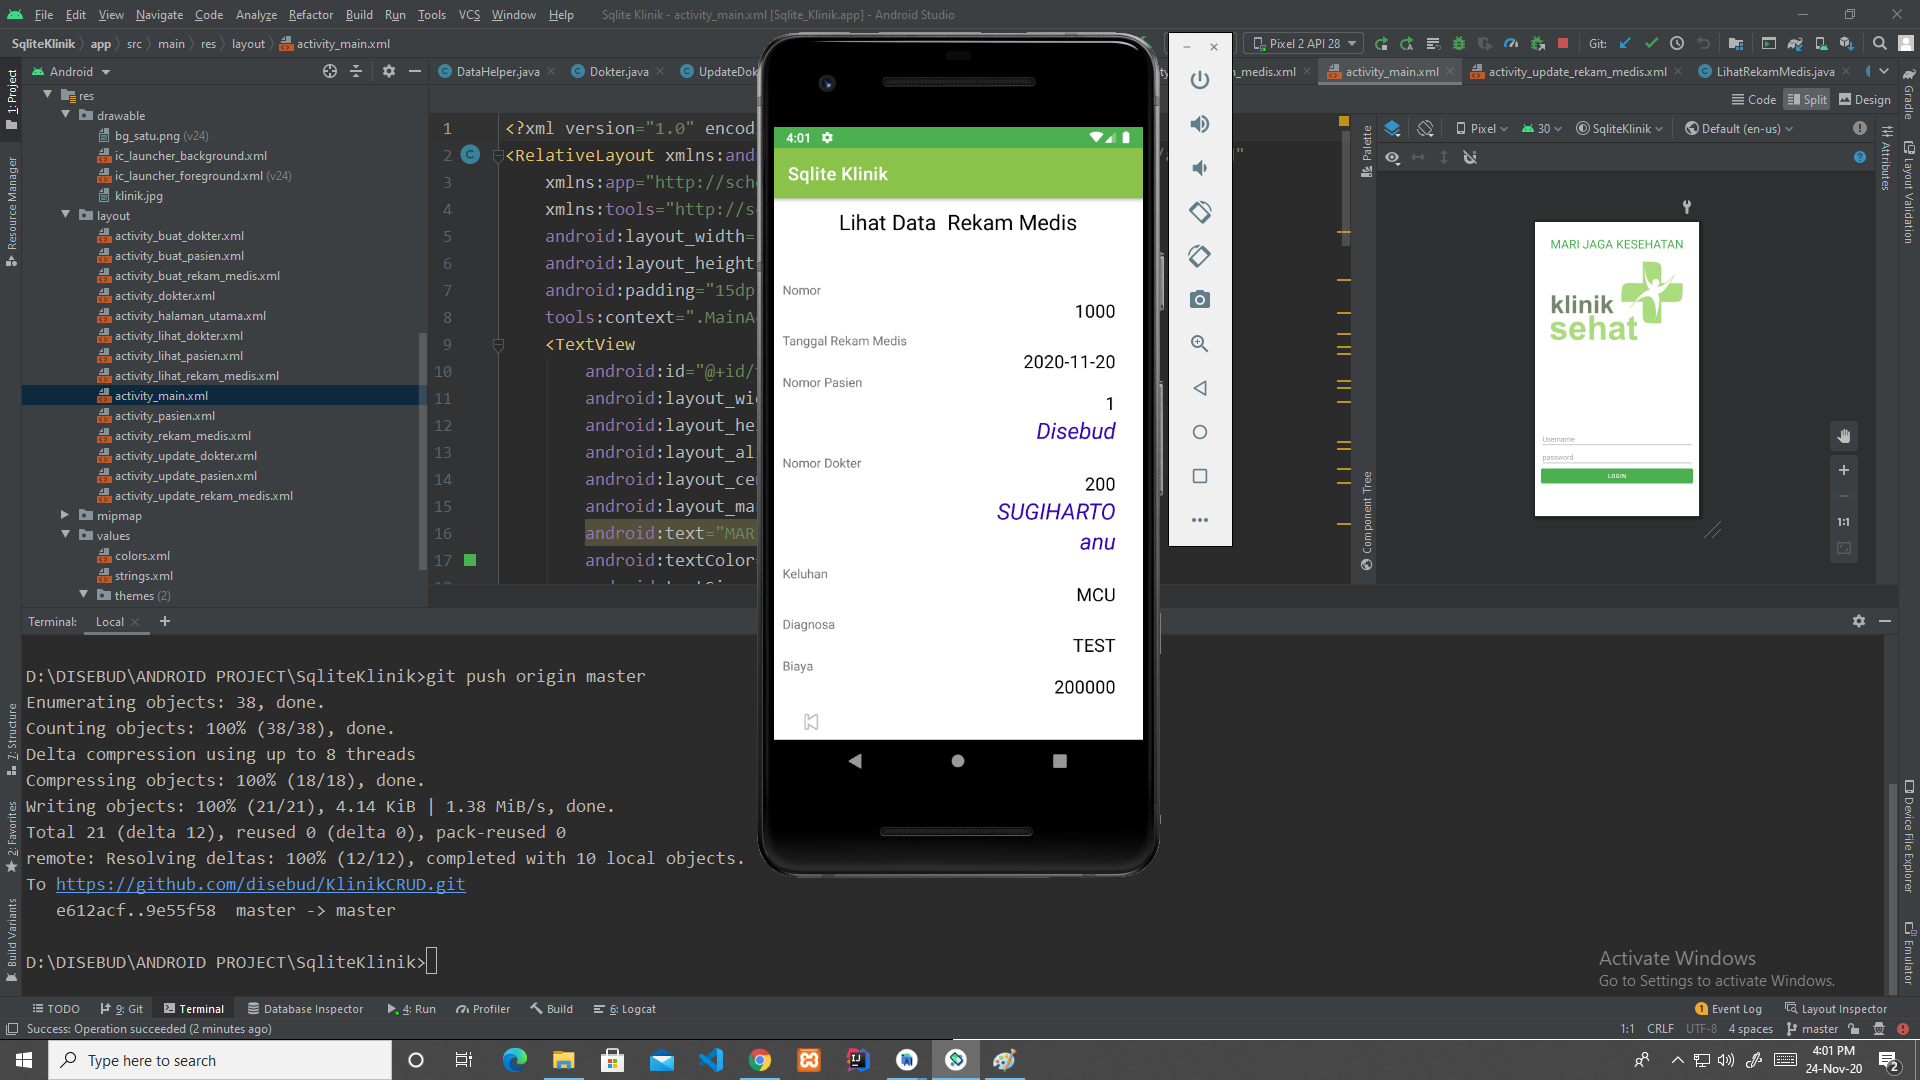 File Edit View Navigate Code Analyze Refactor Build Run Tools VCS Window Help Sqlite Klinik - activity_main.xml [Sqlite_Klinik.app] - Android Studio
SqliteKlinik app src main res layout activity_main.xml
Pixel 2 API 28 Git:
Android
DataHelper.java Dokter.java UpdateDok _medis.xml activity_main.xml activity_update_rekam_medis.xml LihatRekamMedis.java
Code Split Design
Pixel 30 SqliteKlinik Default (en-us)
res
drawable
bg_satu.png (v24)
ic_launcher_background.xml
ic_launcher_foreground.xml (v24)
klinik.jpg
layout
activity_buat_dokter.xml
activity_buat_pasien.xml
activity_buat_rekam_medis.xml
activity_dokter.xml
activity_halaman_utama.xml
activity_lihat_dokter.xml
activity_lihat_pasien.xml
activity_lihat_rekam_medis.xml
activity_main.xml
activity_pasien.xml
activity_rekam_medis.xml
activity_update_dokter.xml
activity_update_pasien.xml
activity_update_rekam_medis.xml
mipmap
values
colors.xml
strings.xml
themes (2)
1: Project
Resource Manager
7: Structure
2: Favorites
Build Variants
1 <?xml version="1.0" encodi
2 <RelativeLayout xmlns:and
3 xmlns:app="http://sche
4 xmlns:tools="http://sc
5 android:layout_width=
6 android:layout_height
7 android:padding="15dp
8 tools:context=".MainAc
9 <TextView
10 android:id="@+id/
11 android:layout_wid
12 android:layout_hei
13 android:layout_al
14 android:layout_cen
15 android:layout_mar
16 android:text="MAR
17 android:textColor
4:01
Sqlite Klinik
Lihat Data Rekam Medis
Nomor
1000
Tanggal Rekam Medis
2020-11-20
Nomor Pasien
1
Disebud
Nomor Dokter
200
SUGIHARTO
anu
Keluhan
MCU
Diagnosa
TEST
Biaya
200000
Palette
Component Tree
MARI JAGA KESEHATAN
klinik
sehat
Username
password
LOGIN
1:1
Gradle
Layout Validation
Attributes
Device File Explorer
Emulator
Terminal: Local
D:\DISEBUD\ANDROID PROJECT\SqliteKlinik>git push origin master
Enumerating objects: 38, done.
Counting objects: 100% (38/38), done.
Delta compression using up to 8 threads
Compressing objects: 100% (18/18), done.
Writing objects: 100% (21/21), 4.14 KiB | 1.38 MiB/s, done.
Total 21 (delta 12), reused 0 (delta 0), pack-reused 0
remote: Resolving deltas: 100% (12/12), completed with 10 local objects.
To https://github.com/disebud/KlinikCRUD.git
e612acf..9e55f58 master -> master
D:\DISEBUD\ANDROID PROJECT\SqliteKlinik>
Activate Windows
Go to Settings to activate Windows.
TODO 9: Git Terminal Database Inspector 4: Run Profiler Build 6: Logcat 1 Event Log Layout Inspector
Success: Operation succeeded (2 minutes ago) 1:1 CRLF UTF-8 4 spaces master
Type here to search
4:01 PM
24-Nov-20
2